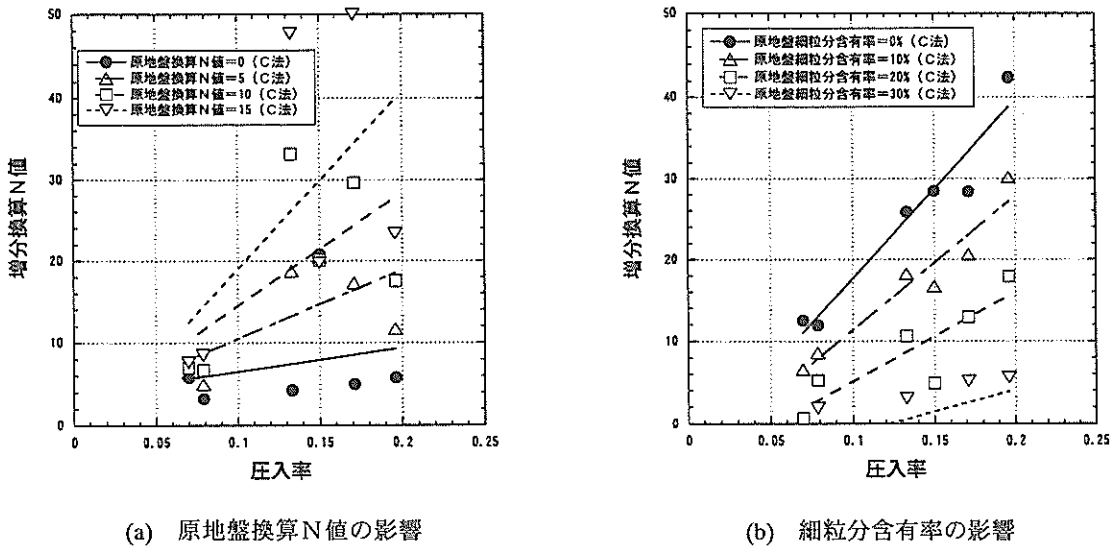 50
40
30
20
10
0
増分換算N値
原地盤換算N値=0 (C法)
原地盤換算N値=5 (C法)
原地盤換算N値=10 (C法)
原地盤換算N値=15 (C法)
0
0.05
0.1
0.15
0.2
0.25
圧入率
(a) 原地盤換算N値の影響
50
40
30
20
10
0
増分換算N値
原地盤細粒分含有率=0% (C法)
原地盤細粒分含有率=10% (C法)
原地盤細粒分含有率=20% (C法)
原地盤細粒分含有率=30% (C法)
0
0.05
0.1
0.15
0.2
0.25
圧入率
(b) 細粒分含有率の影響